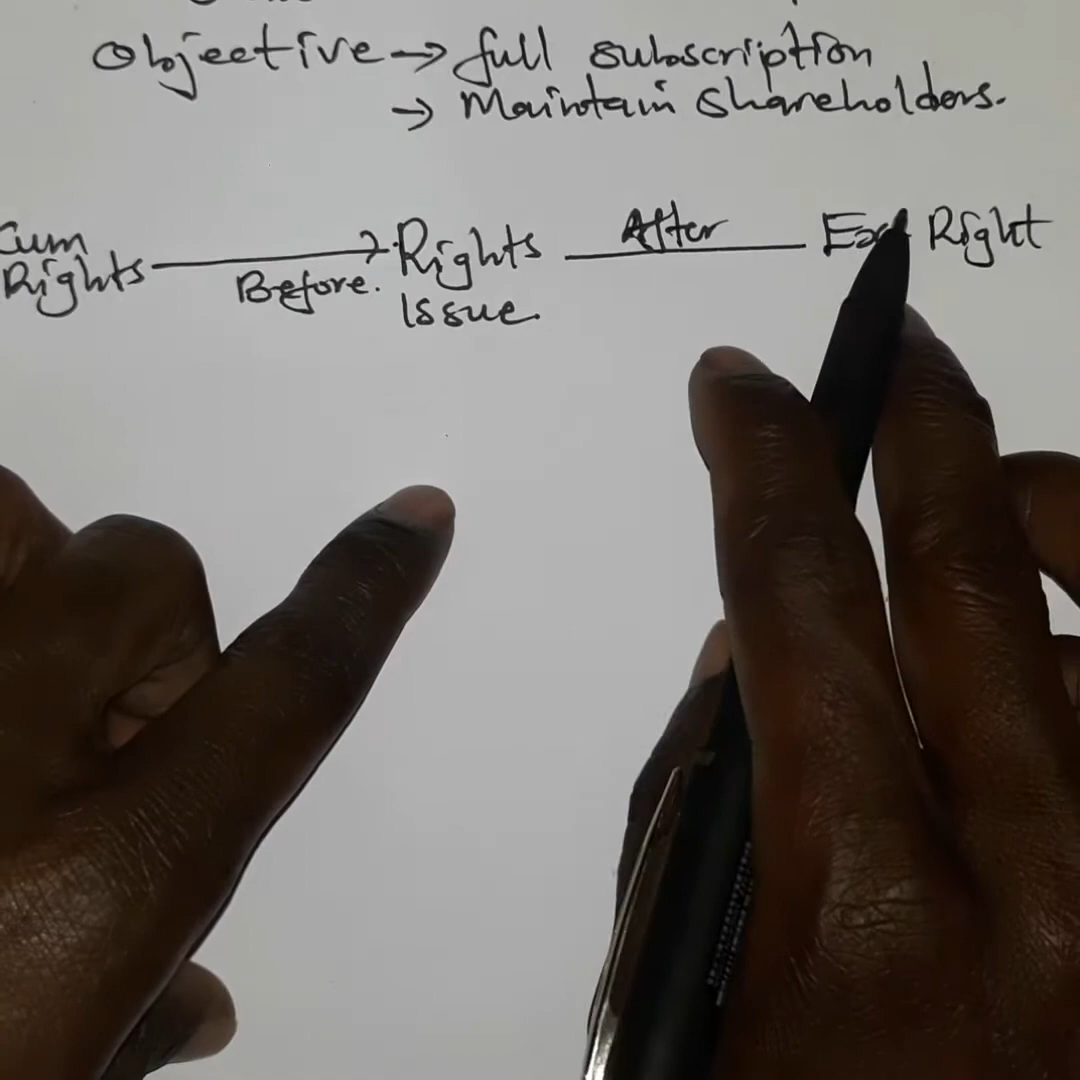 Objective → full subscription
→ Maintain shareholders.
Cum Rights
Before.
Rights Issue.
After
Right